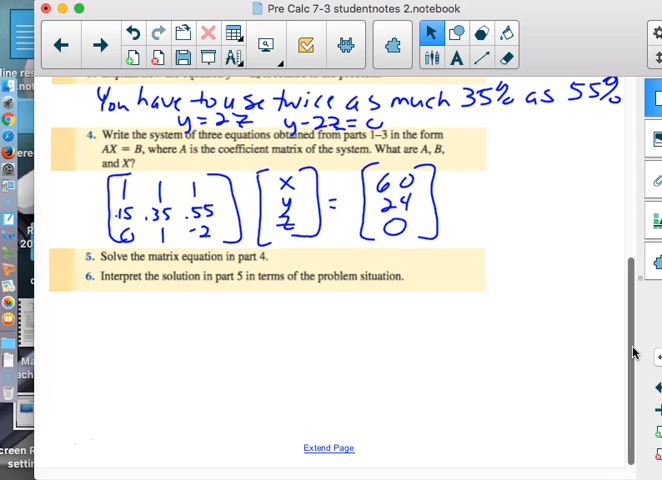 Pre Calc 7-3 studentnotes 2.notebook
You have to use twice as much 35% as 55%
y = 2z y-2z=0
4. Write the system of three equations obtained from parts 1–3 in the form
AX = B, where A is the coefficient matrix of the system. What are A, B,
and X?
[1 1 1] [x] [60]
[.15 .35 .55] [y] = [24]
[0 1 -2] [z] [0]
5. Solve the matrix equation in part 4.
6. Interpret the solution in part 5 in terms of the problem situation.
Extend Page